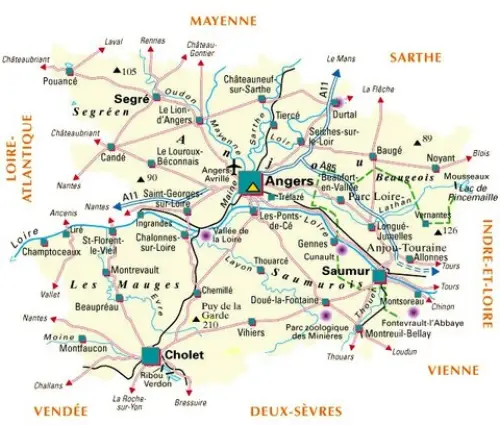 MAYENNE
Laval
Rennes
Château-
Gontier
Châteaubriant
Pouancé
105
Segré
Segréen
Oudon
Le Lion-
d'Angers
Mayenne
Sarthe
Châteauneuf-
sur-Sarthe
Le Mans
A11
SARTHE
La Flèche
Durtal
Tiercé
Loir
Seiches-sur-
le-Loir
LOIRE-
ATLANTIQUE
Châteaubriant
Candé
Le Louroux-
Béconnais
A
n
j
o
u
89
Baugé
Noyant
Blois
Baugeois
Mousseaux
Lac de
Rincemaille
90
Nantes
A11
Angers
Avrillé
Maine
Angers
A85
Beaufort-
en-Vallée
Parc Loire-
Lathan
Vernantes
126
Saint-Georges-
sur-Loire
Trélazé
Ancenis
Liré
Ingrandes
Loire
Champtoceaux
St-Florent-
le-Vieil
Chalonnes-
sur-Loire
Vallée de
la Loire
Les-Ponts-
de-Cé
Loire
Longué-
Jumelles
Anjou-Touraine
Allonnes
Gennes
Cunault
INDRE-ET-LOIRE
Montrevault
Layon
Thouarcé
Saumurois
Saumur
Tours
Tours
Vallet
Les Mauges
Beaupréau
Evre
Chemillé
Puy de la
Garde
210
Doué-la-Fontaine
Thouet
Montsoreau
Chinon
Fontevrault-l'Abbaye
Nantes
Moine
Montfaucon
Vihiers
Parc zoologique
des Minières
Montreuil-Bellay
Cholet
Ribou
Verdon
Thouars
Loudun
Challans
La Roche-
sur-Yon
Bressuire
VIENNE
VENDÉE
DEUX-SÈVRES